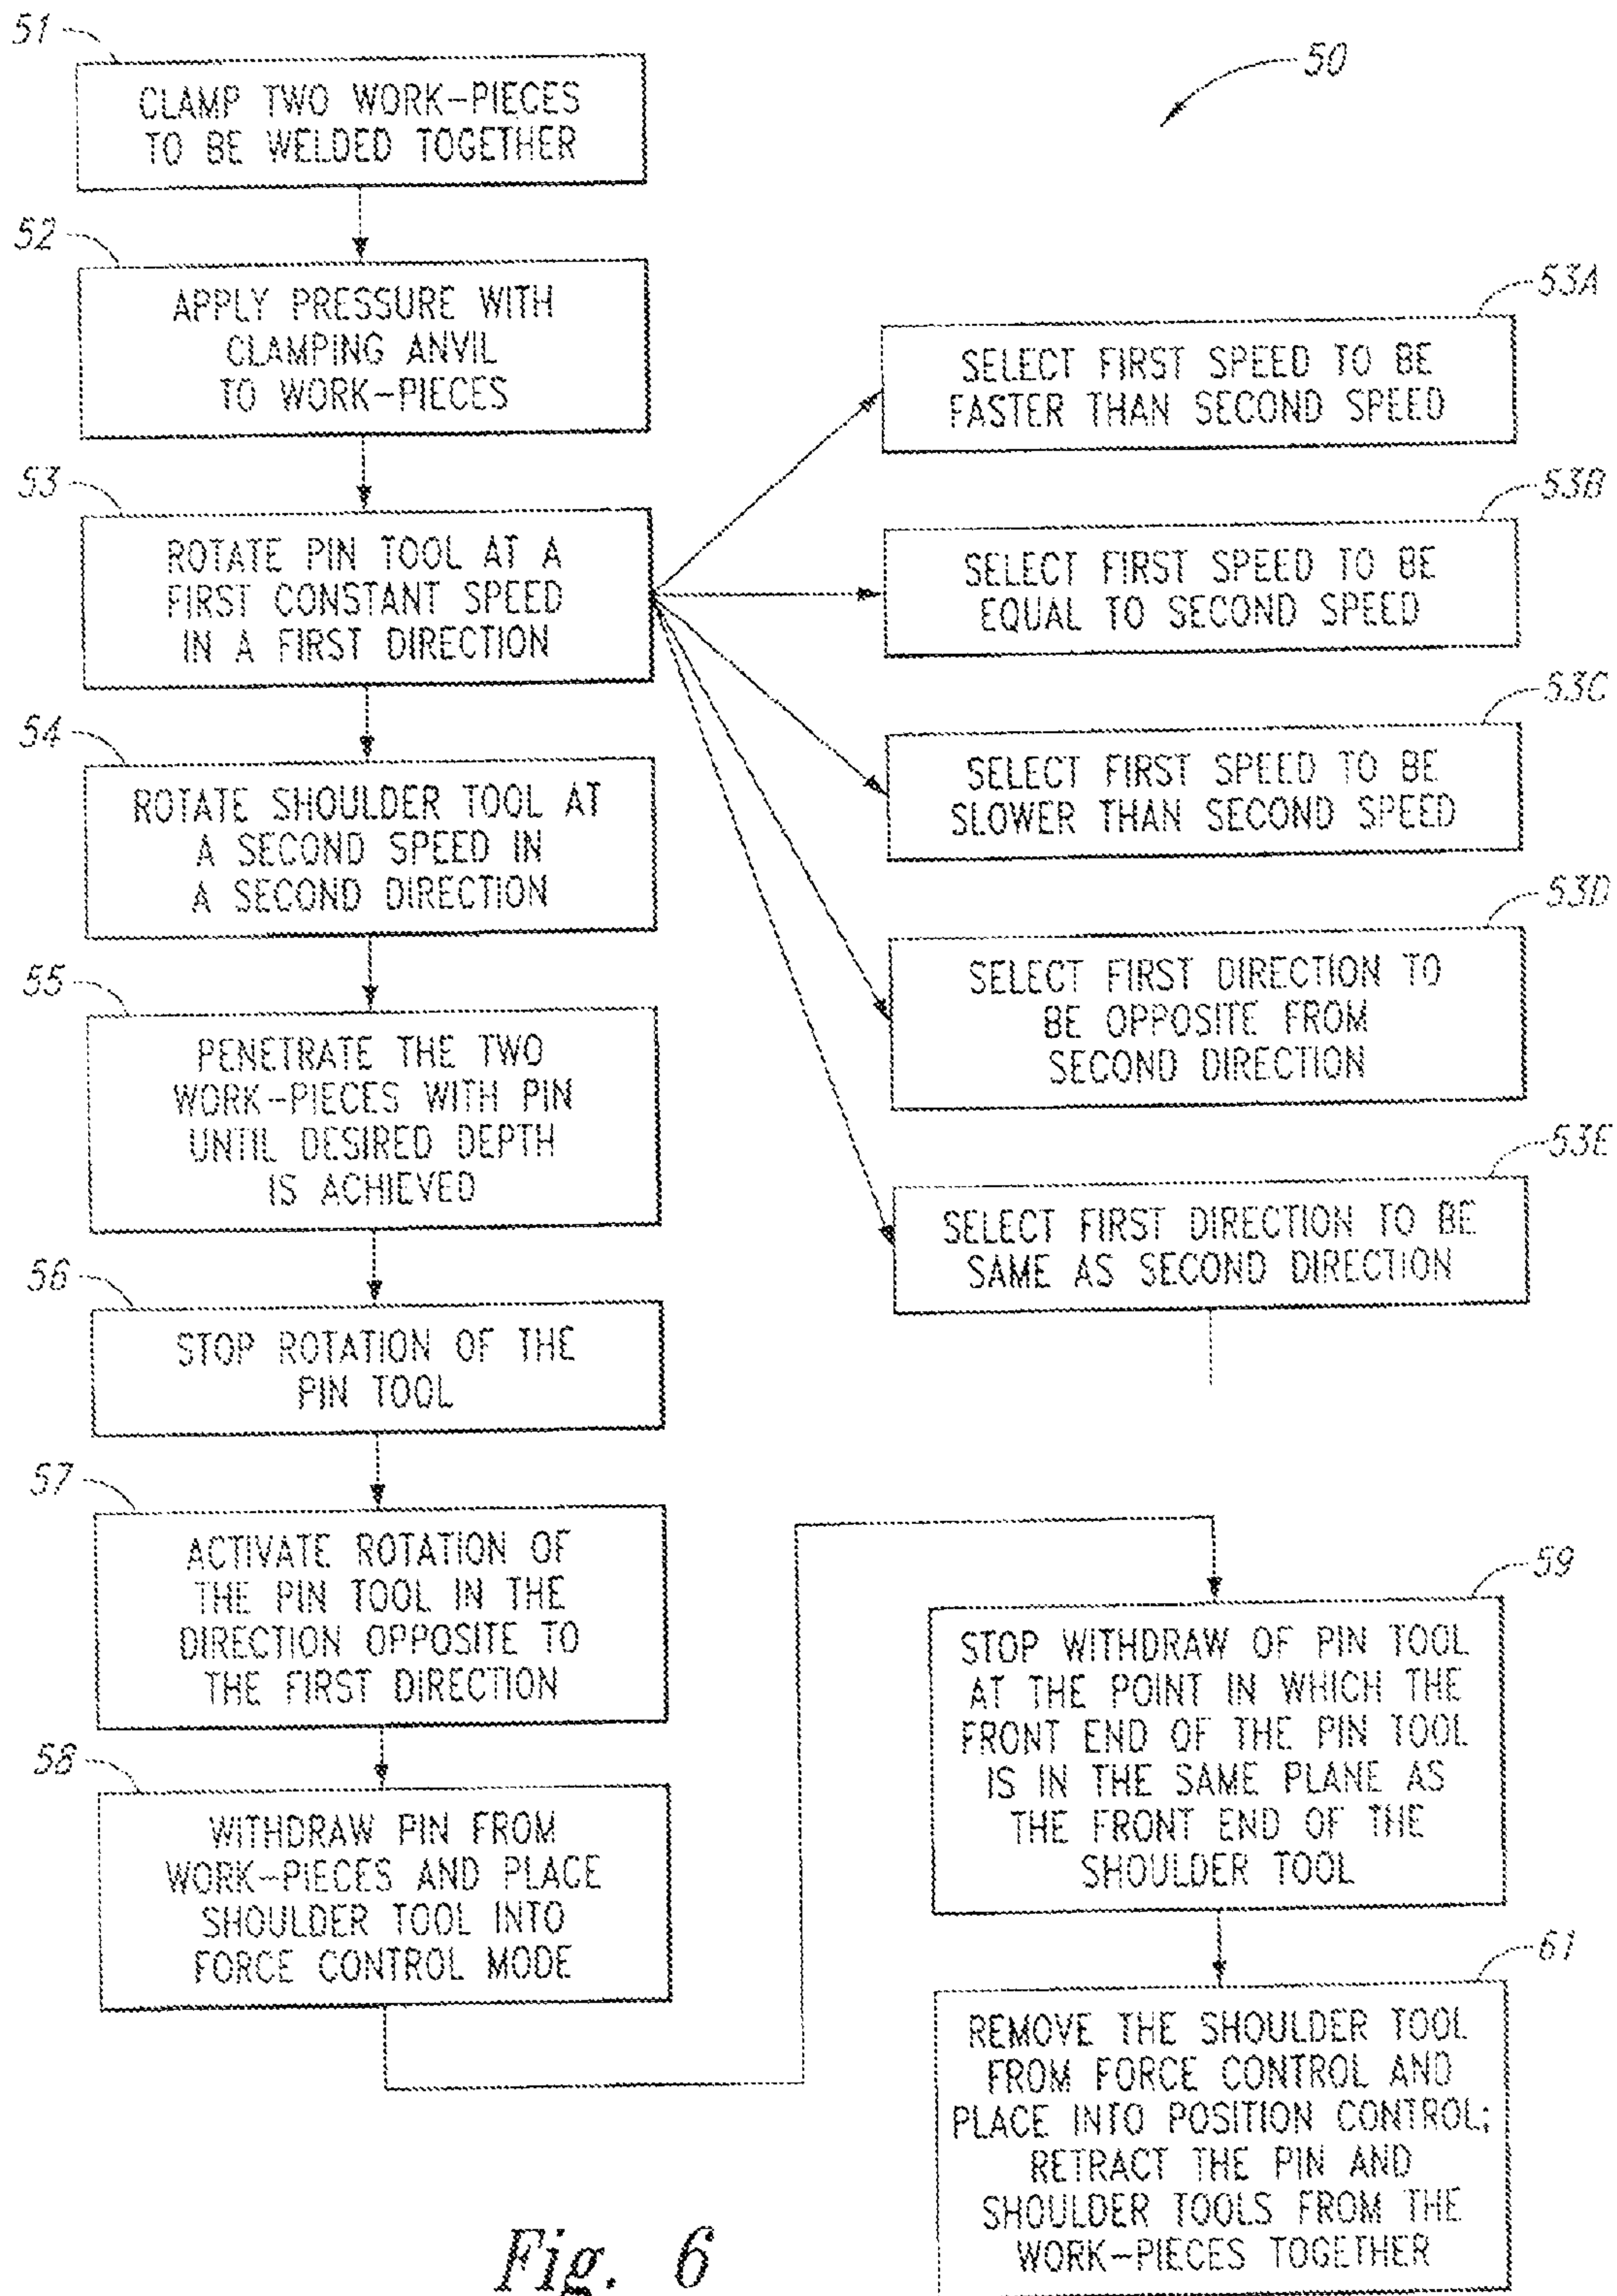 51
CLAMP TWO WORK-PIECES
TO BE WELDED TOGETHER
50
52
APPLY PRESSURE WITH
CLAMPING ANVIL
TO WORK-PIECES
53
ROTATE PIN TOOL AT A
FIRST CONSTANT SPEED
IN A FIRST DIRECTION
53A
SELECT FIRST SPEED TO BE
FASTER THAN SECOND SPEED
53B
SELECT FIRST SPEED TO BE
EQUAL TO SECOND SPEED
53C
SELECT FIRST SPEED TO BE
SLOWER THAN SECOND SPEED
53D
SELECT FIRST DIRECTION TO
BE OPPOSITE FROM
SECOND DIRECTION
53E
SELECT FIRST DIRECTION TO BE
SAME AS SECOND DIRECTION
54
ROTATE SHOULDER TOOL AT
A SECOND SPEED IN
A SECOND DIRECTION
55
PENETRATE THE TWO
WORK-PIECES WITH PIN
UNTIL DESIRED DEPTH
IS ACHIEVED
56
STOP ROTATION OF THE
PIN TOOL
57
ACTIVATE ROTATION OF
THE PIN TOOL IN THE
DIRECTION OPPOSITE TO
THE FIRST DIRECTION
58
WITHDRAW PIN FROM
WORK-PIECES AND PLACE
SHOULDER TOOL INTO
FORCE CONTROL MODE
59
STOP WITHDRAW OF PIN TOOL
AT THE POINT IN WHICH THE
FRONT END OF THE PIN TOOL
IS IN THE SAME PLANE AS
THE FRONT END OF THE
SHOULDER TOOL
61
REMOVE THE SHOULDER TOOL
FROM FORCE CONTROL AND
PLACE INTO POSITION CONTROL;
RETRACT THE PIN AND
SHOULDER TOOLS FROM THE
WORK-PIECES TOGETHER
Fig. 6